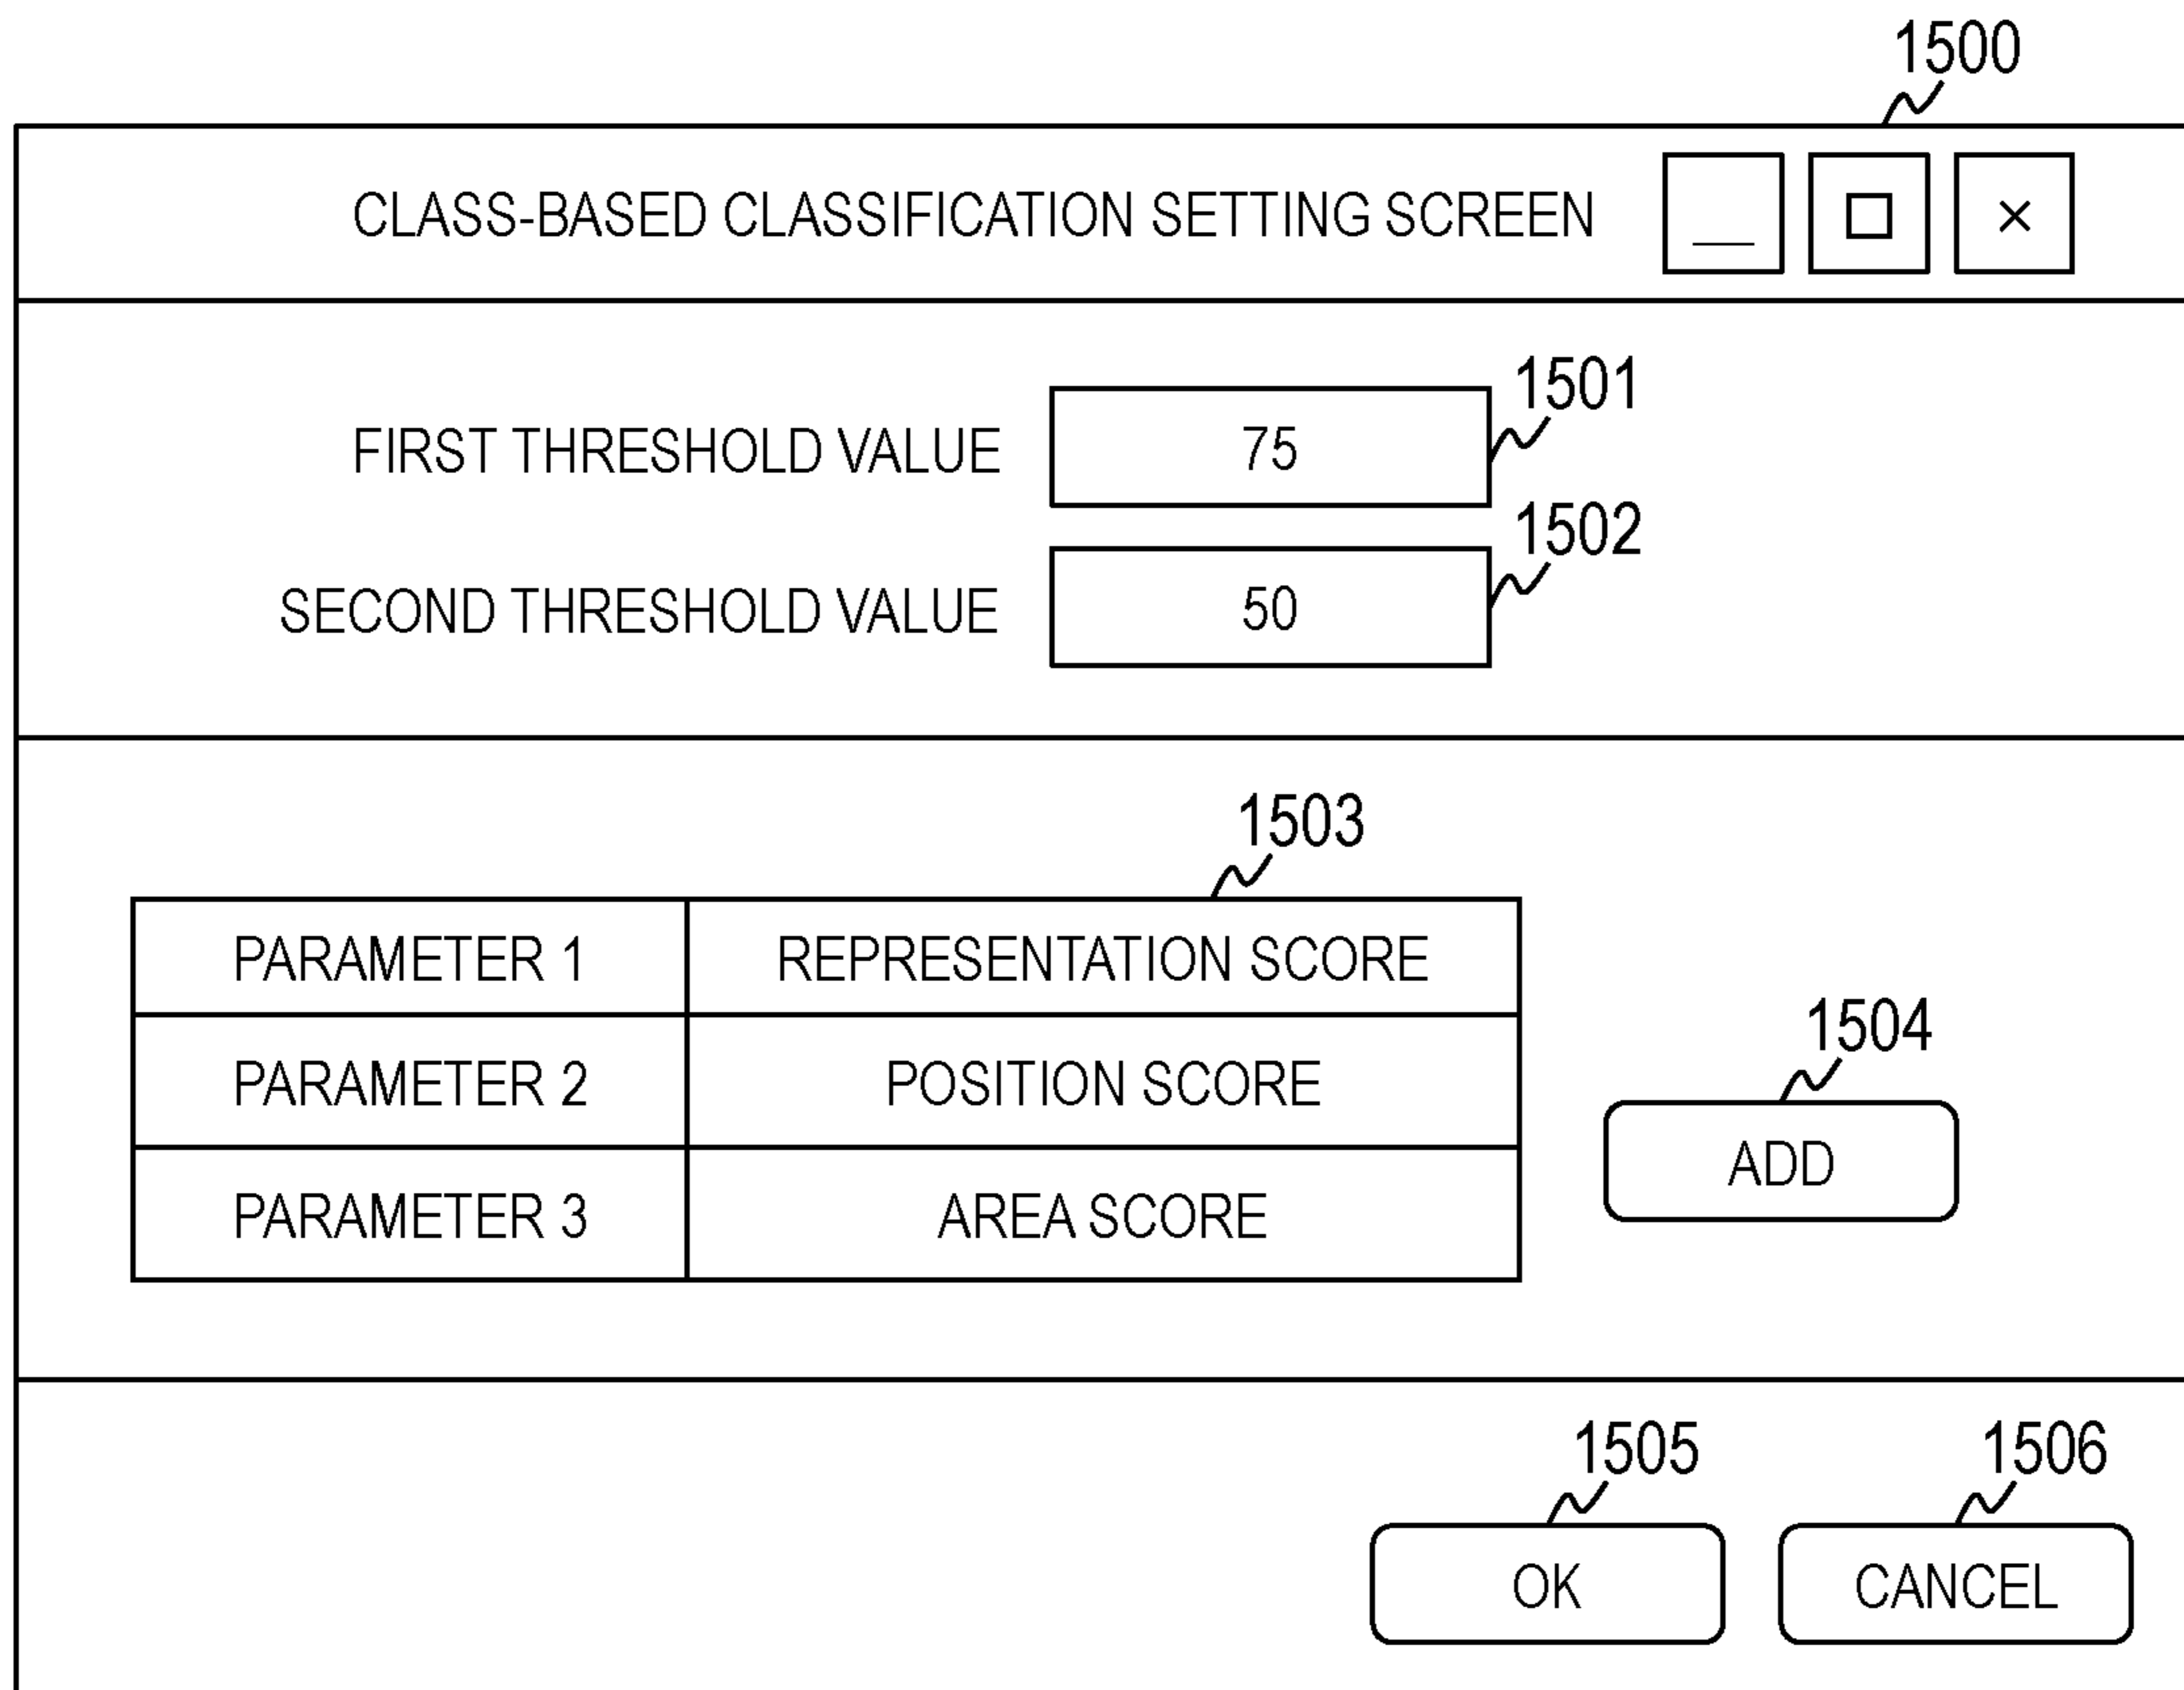 1500
CLASS-BASED CLASSIFICATION SETTING SCREEN
FIRST THRESHOLD VALUE 75 1501
SECOND THRESHOLD VALUE 50 1502
1503
PARAMETER 1 REPRESENTATION SCORE
PARAMETER 2 POSITION SCORE
PARAMETER 3 AREA SCORE
1504
ADD
1505 1506
OK CANCEL